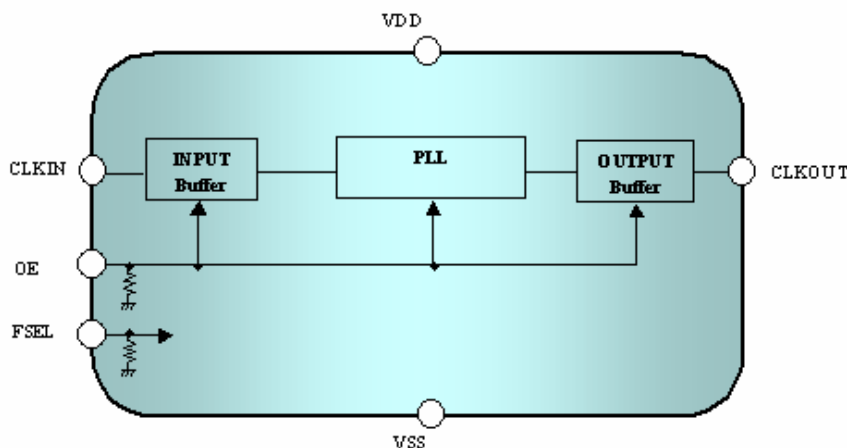 VDD
CLKIN
INPUT
Buffer
PLL
OUTPUT
Buffer
CLKOUT
OE
FSEL
VSS